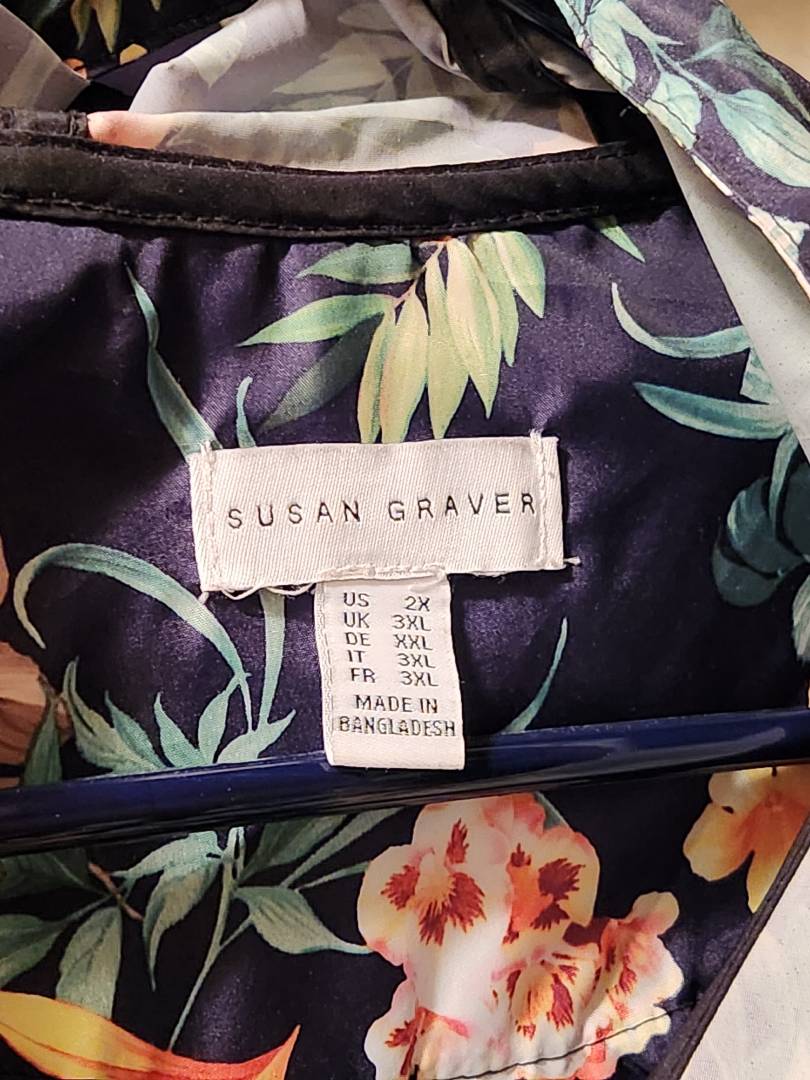 SUSAN GRAVER
US 2X
UK 3XL
DE XXL
IT 3XL
FR 3XL
MADE IN
BANGLADESH